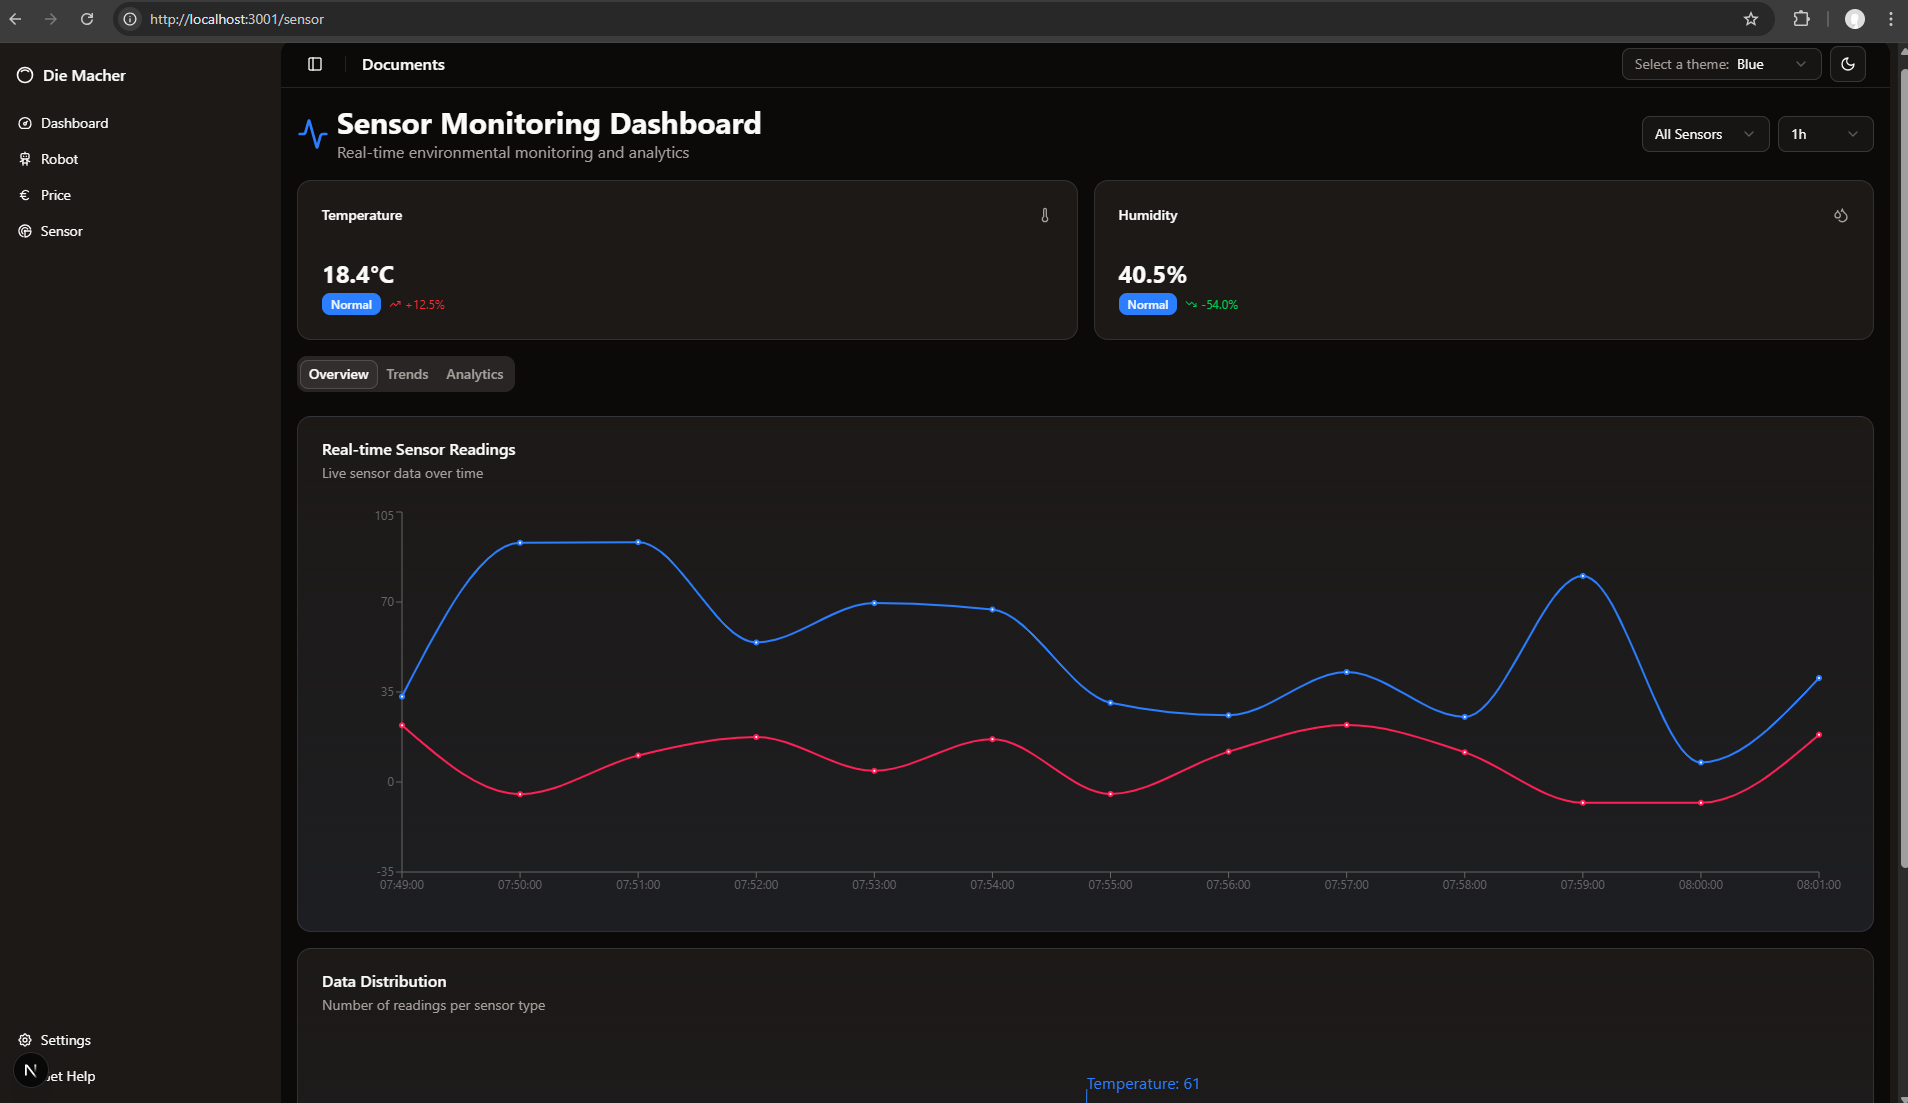 http://localhost:3001/sensor
Die Macher
Dashboard
Robot
Price
Sensor
Settings
et Help
N
Documents
Select a theme: Blue
Sensor Monitoring Dashboard
Real-time environmental monitoring and analytics
All Sensors
1h
Temperature
18.4°C
Normal
+12.5%
Humidity
40.5%
Normal
-54.0%
Overview
Trends
Analytics
Real-time Sensor Readings
Live sensor data over time
105
70
35
0
-35
07:49:00
07:50:00
07:51:00
07:52:00
07:53:00
07:54:00
07:55:00
07:56:00
07:57:00
07:58:00
07:59:00
08:00:00
08:01:00
Data Distribution
Number of readings per sensor type
Temperature: 61